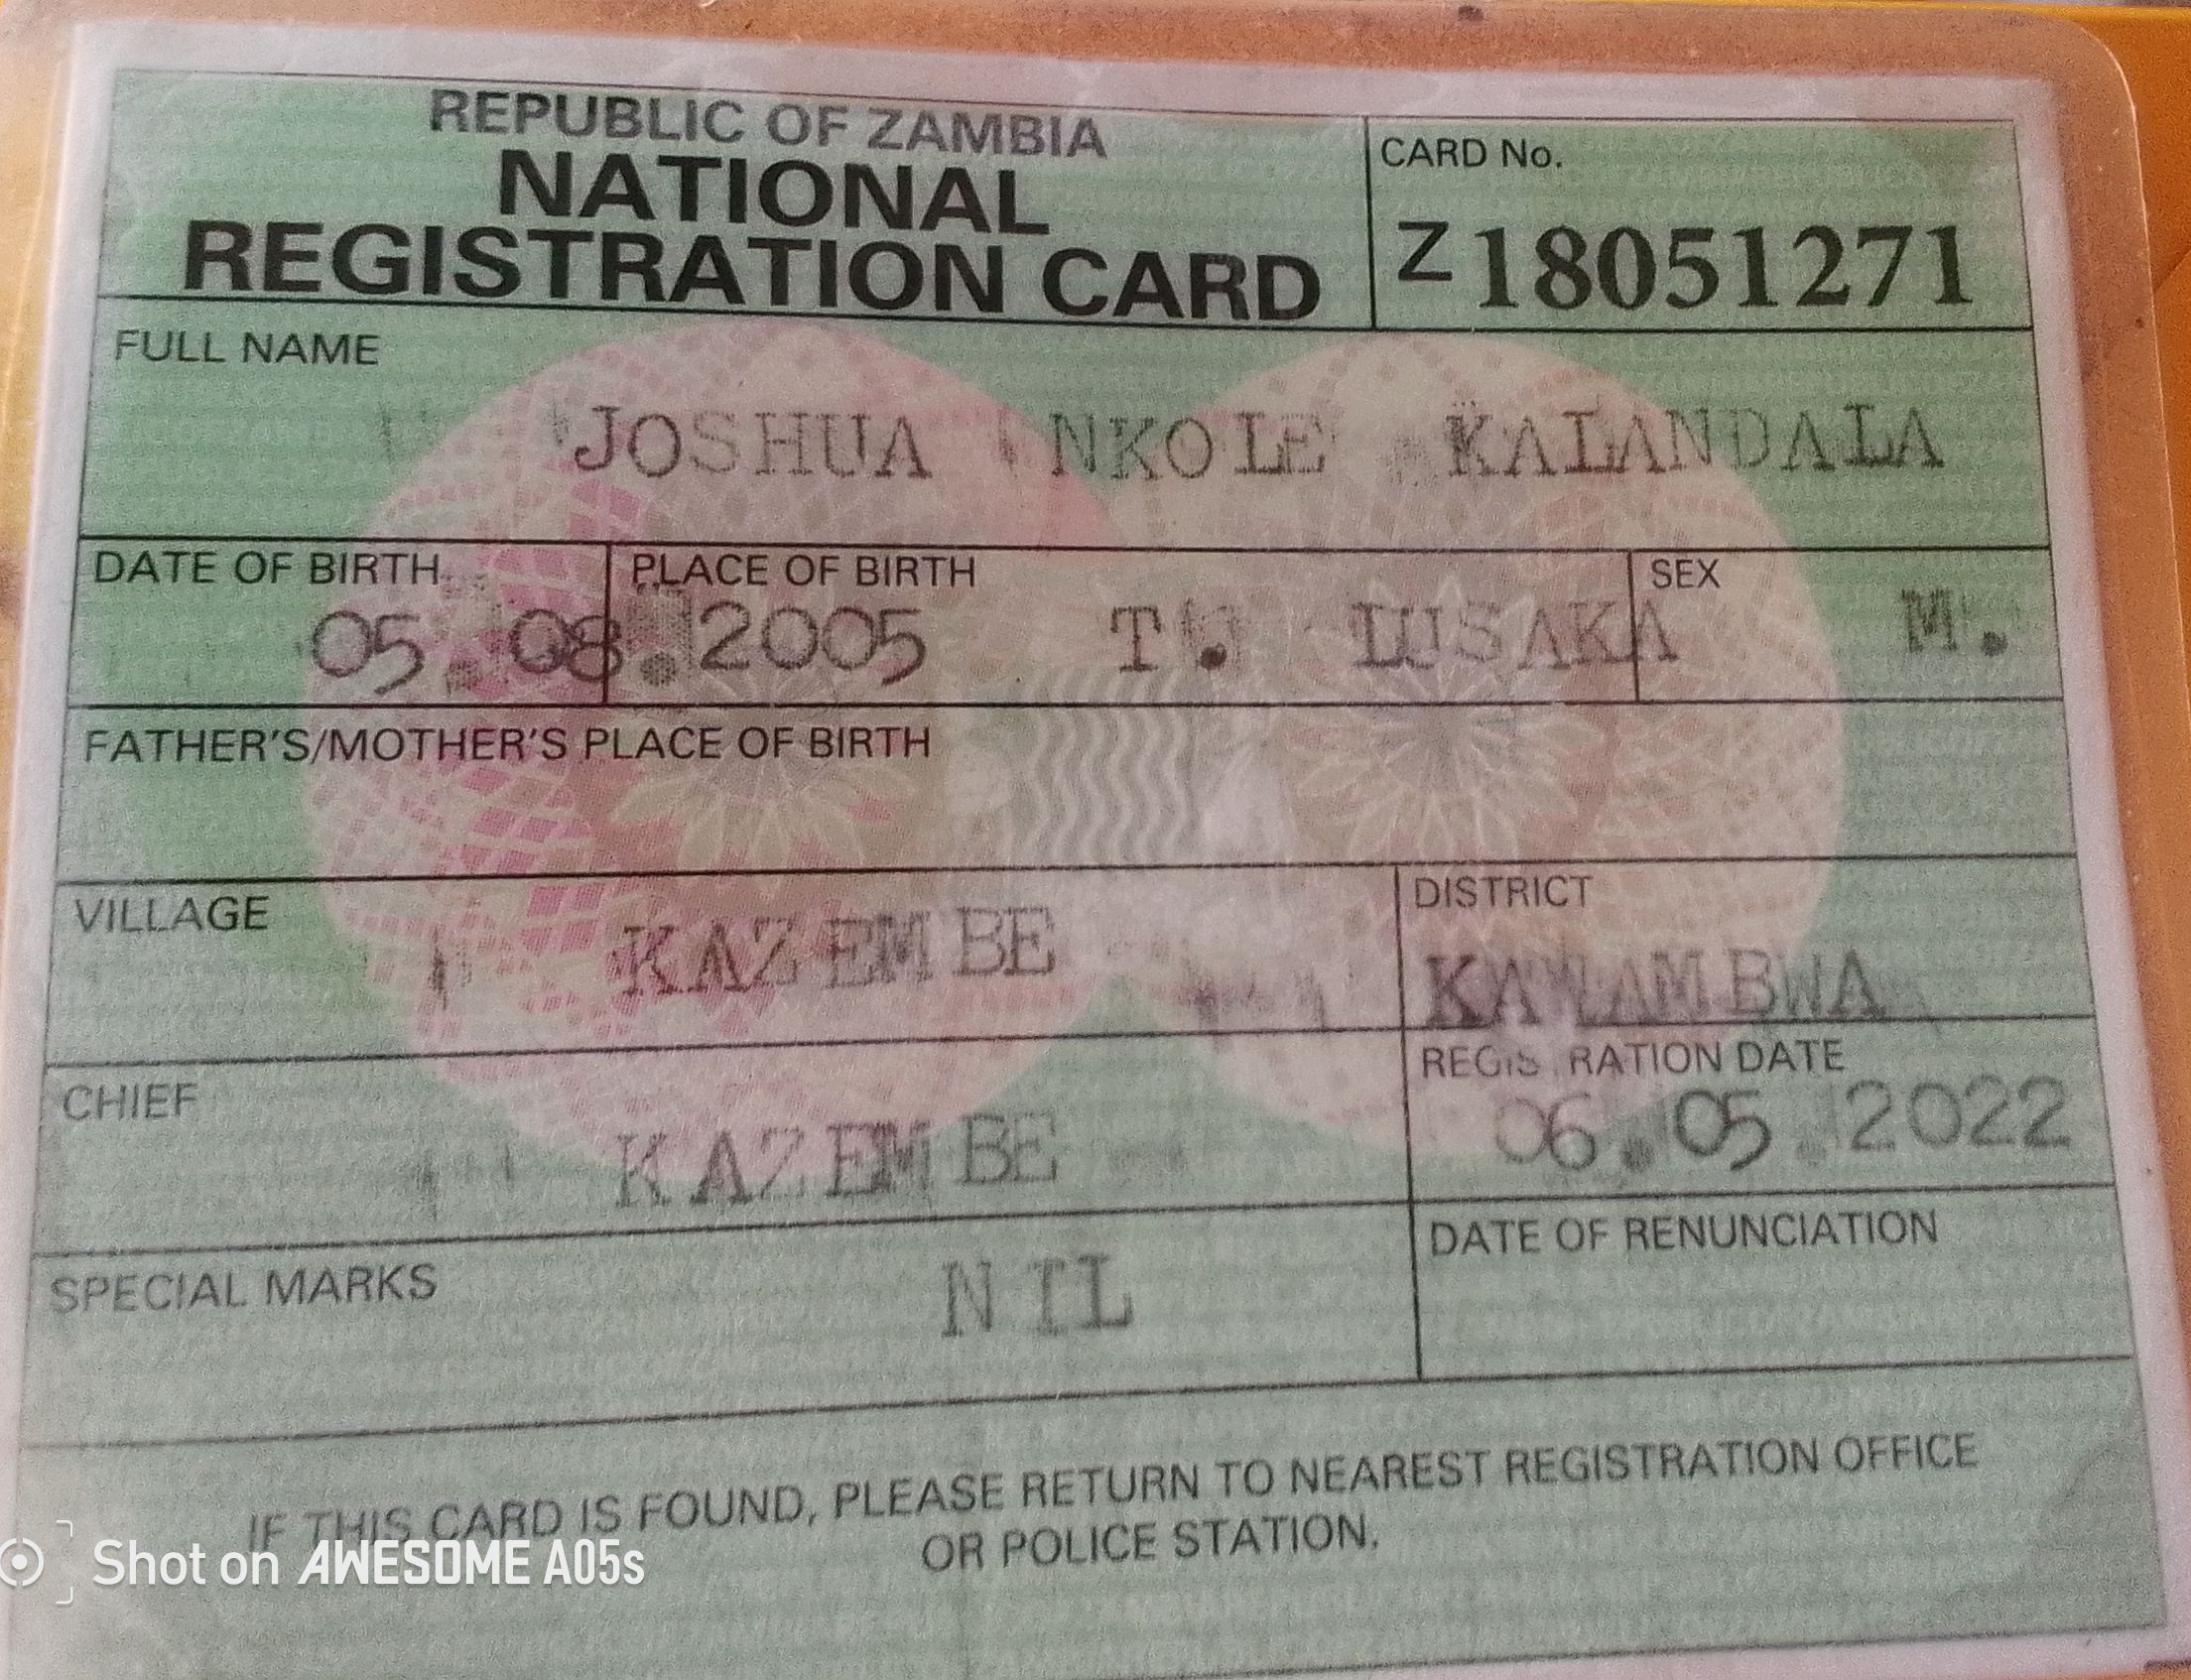 REPUBLIC OF ZAMBIA
NATIONAL
REGISTRATION CARD
CARD No.
Z 18051271
FULL NAME
JOSHUA NKOLE KALANDALA
DATE OF BIRTH PLACE OF BIRTH SEX
05.08.2005 T. LUSAKA M.
FATHER'S/MOTHER'S PLACE OF BIRTH
VILLAGE
KAZEMBE
DISTRICT
KAWAMBWA
CHIEF
KAZEMBE
REGISTRATION DATE
06.05.2022
SPECIAL MARKS
NIL
DATE OF RENUNCIATION
IF THIS CARD IS FOUND, PLEASE RETURN TO NEAREST REGISTRATION OFFICE
OR POLICE STATION.
Shot on AWESOME A05s